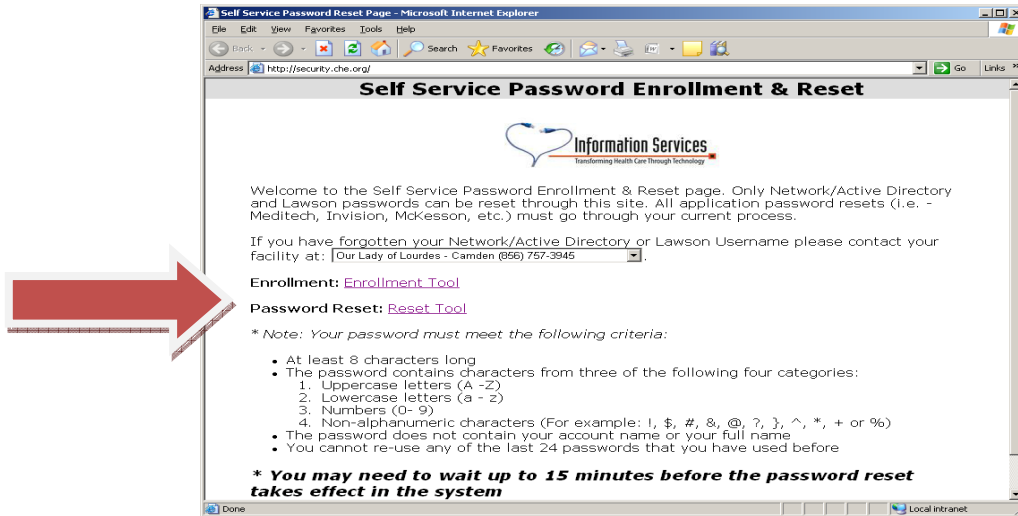 Self Service Password Reset Page - Microsoft Internet Explorer
File Edit View Favorites Tools Help
Back Search Favorites
Address http://security.che.org/ Go Links »
Self Service Password Enrollment & Reset
Information Services
Transforming Health Care Through Technology
Welcome to the Self Service Password Enrollment & Reset page. Only Network/Active Directory
and Lawson passwords can be reset through this site. All application password resets (i.e. -
Meditech, Invision, McKesson, etc.) must go through your current process.
If you have forgotten your Network/Active Directory or Lawson Username please contact your
facility at: Our Lady of Lourdes - Camden (856) 757-3945 .
Enrollment: Enrollment Tool
Password Reset: Reset Tool
* Note: Your password must meet the following criteria:
• At least 8 characters long
• The password contains characters from three of the following four categories:
1. Uppercase letters (A -Z)
2. Lowercase letters (a - z)
3. Numbers (0- 9)
4. Non-alphanumeric characters (For example: !, $, #, &, @, ?, }, ^, *, + or %)
• The password does not contain your account name or your full name
• You cannot re-use any of the last 24 passwords that you have used before
* You may need to wait up to 15 minutes before the password reset
takes effect in the system
Done Local intranet